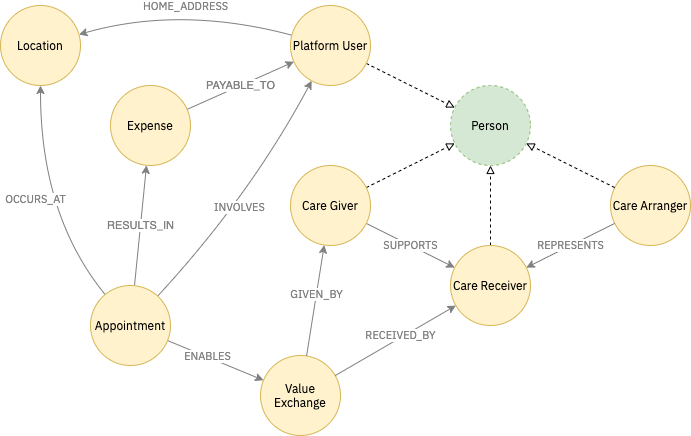 HOME_ADDRESS
Location
Platform User
PAYABLE_TO
Expense
Person
OCCURS_AT
RESULTS_IN
INVOLVES
Care Giver
Care Arranger
SUPPORTS
REPRESENTS
Care Receiver
GIVEN_BY
Appointment
RECEIVED_BY
ENABLES
Value
Exchange